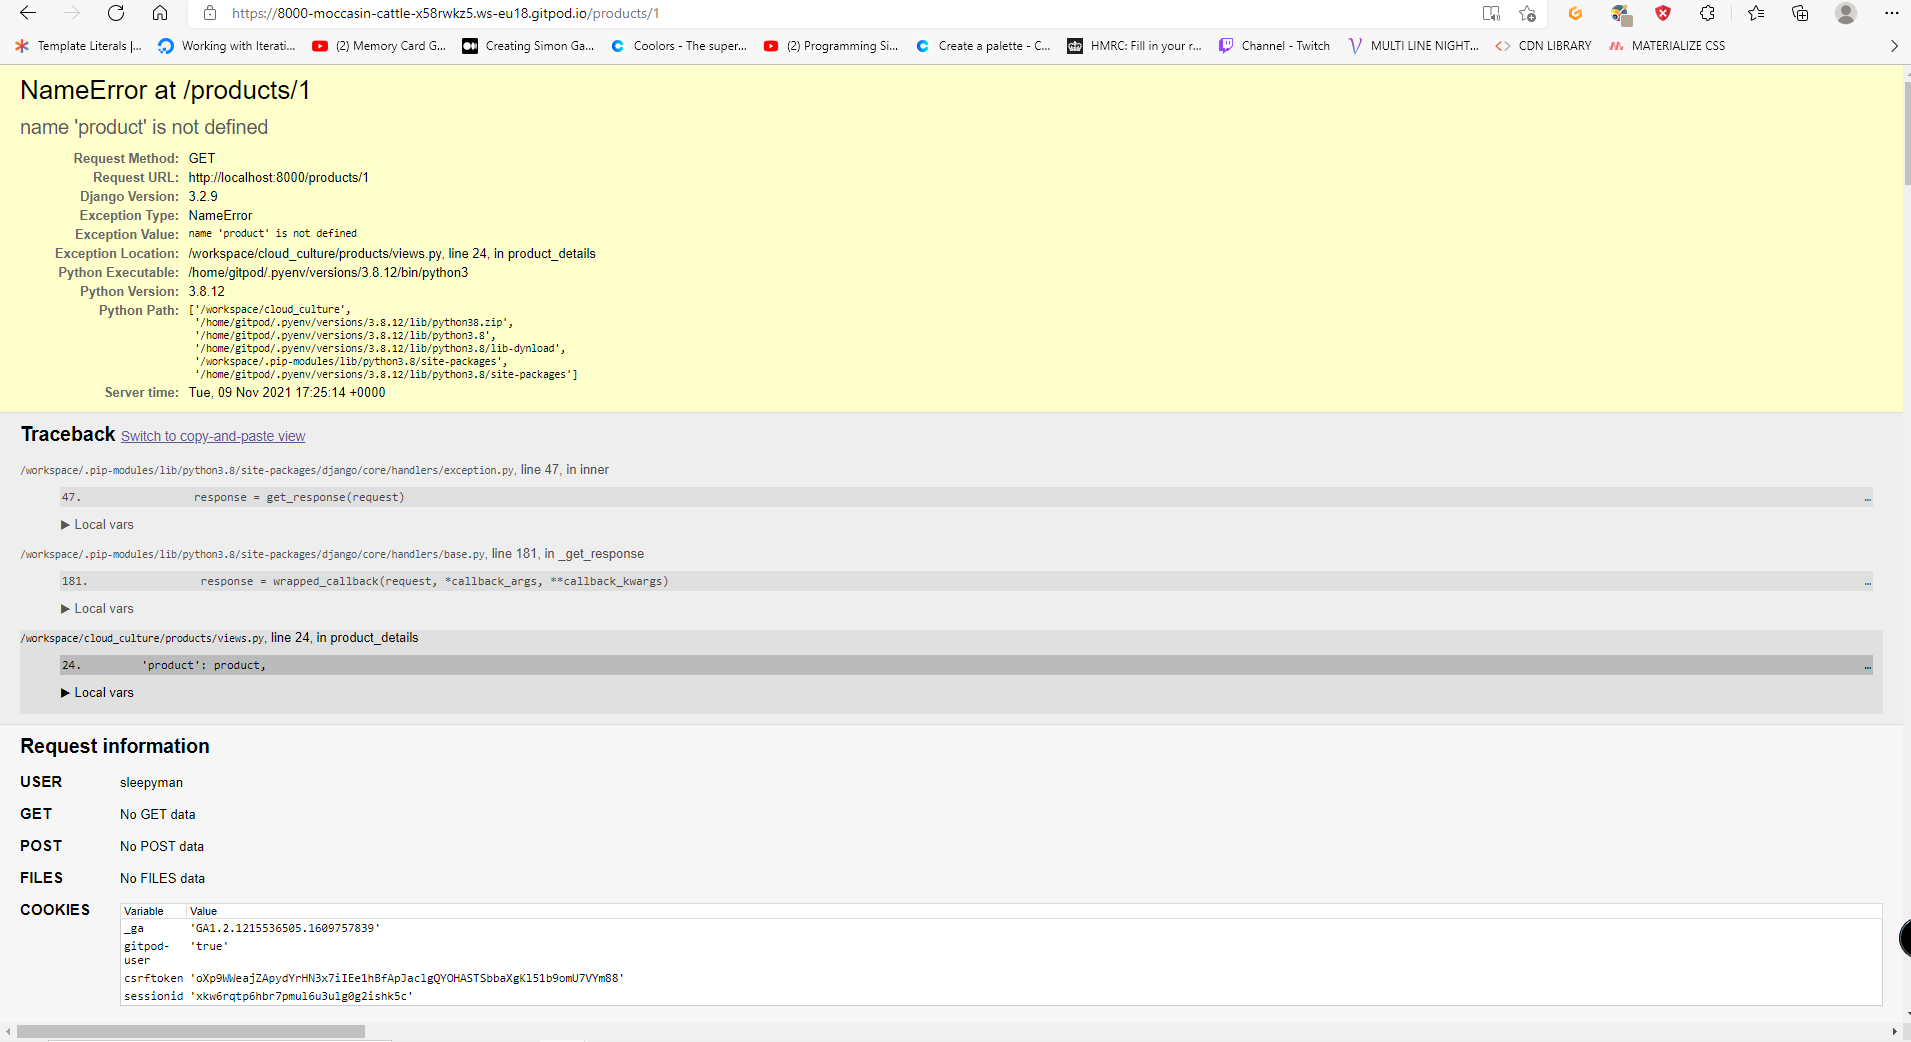 https://8000-moccasin-cattle-x58rwkz5.ws-eu18.gitpod.io/products/1
Template Literals |... Working with Iterati... (2) Memory Card G... Creating Simon Ga... Coolors - The super... (2) Programming Si... Create a palette - C... HMRC: Fill in your r... Channel - Twitch MULTI LINE NIGHT... CDN LIBRARY MATERIALIZE CSS
NameError at /products/1
name 'product' is not defined
Request Method: GET
Request URL: http://localhost:8000/products/1
Django Version: 3.2.9
Exception Type: NameError
Exception Value: name 'product' is not defined
Exception Location: /workspace/cloud_culture/products/views.py, line 24, in product_details
Python Executable: /home/gitpod/.pyenv/versions/3.8.12/bin/python3
Python Version: 3.8.12
Python Path: ['/workspace/cloud_culture',
'/home/gitpod/.pyenv/versions/3.8.12/lib/python38.zip',
'/home/gitpod/.pyenv/versions/3.8.12/lib/python3.8',
'/home/gitpod/.pyenv/versions/3.8.12/lib/python3.8/lib-dynload',
'/workspace/.pip-modules/lib/python3.8/site-packages',
'/home/gitpod/.pyenv/versions/3.8.12/lib/python3.8/site-packages']
Server time: Tue, 09 Nov 2021 17:25:14 +0000
Traceback Switch to copy-and-paste view
/workspace/.pip-modules/lib/python3.8/site-packages/django/core/handlers/exception.py, line 47, in inner
47. response = get_response(request) …
▶ Local vars
/workspace/.pip-modules/lib/python3.8/site-packages/django/core/handlers/base.py, line 181, in _get_response
181. response = wrapped_callback(request, *callback_args, **callback_kwargs) …
▶ Local vars
/workspace/cloud_culture/products/views.py, line 24, in product_details
24. 'product': product, …
▶ Local vars
Request information
USER sleepyman
GET No GET data
POST No POST data
FILES No FILES data
COOKIES Variable Value
_ga 'GA1.2.1215536505.1609757839'
gitpod- 'true'
user
csrftoken 'oXp9WWeajZApydYrHN3x7iIEe1hBfApJaclgQYOHASTSbbaXgKl51b9omU7VYm88'
sessionid 'xkw6rqtp6hbr7pmul6u3ulg0g2ishk5c'